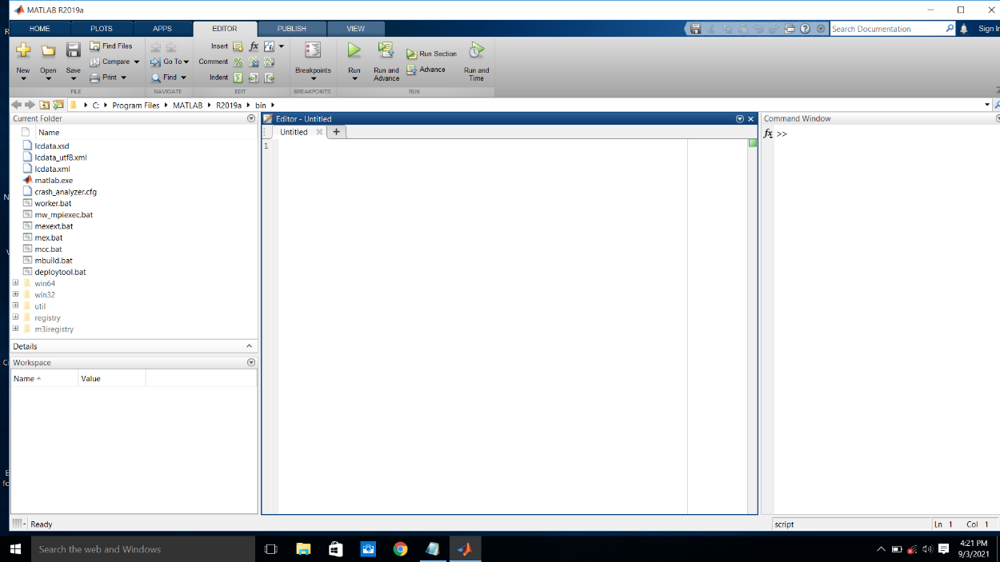 MATLAB R2019a
HOME PLOTS APPS EDITOR PUBLISH VIEW
Search Documentation
Sign In
Find Files
Compare
Print
New Open Save
FILE
Go To
Find
NAVIGATE
Insert fx
Comment
Indent
EDIT
Breakpoints
BREAKPOINTS
Run
Run and Advance
Run Section
Advance
Run and Time
RUN
C: Program Files MATLAB R2019a bin
Current Folder
Name
lcdata.xsd
lcdata_utf8.xml
lcdata.xml
matlab.exe
crash_analyzer.cfg
worker.bat
mw_mpiexec.bat
mexext.bat
mex.bat
mcc.bat
mbuild.bat
deploytool.bat
win64
win32
util
registry
m3iregistry
Details
Workspace
Name Value
Editor - Untitled
Untitled
1
Command Window
fx >>
Ready
script
Ln 1 Col 1
Search the web and Windows
4:21 PM
9/3/2021